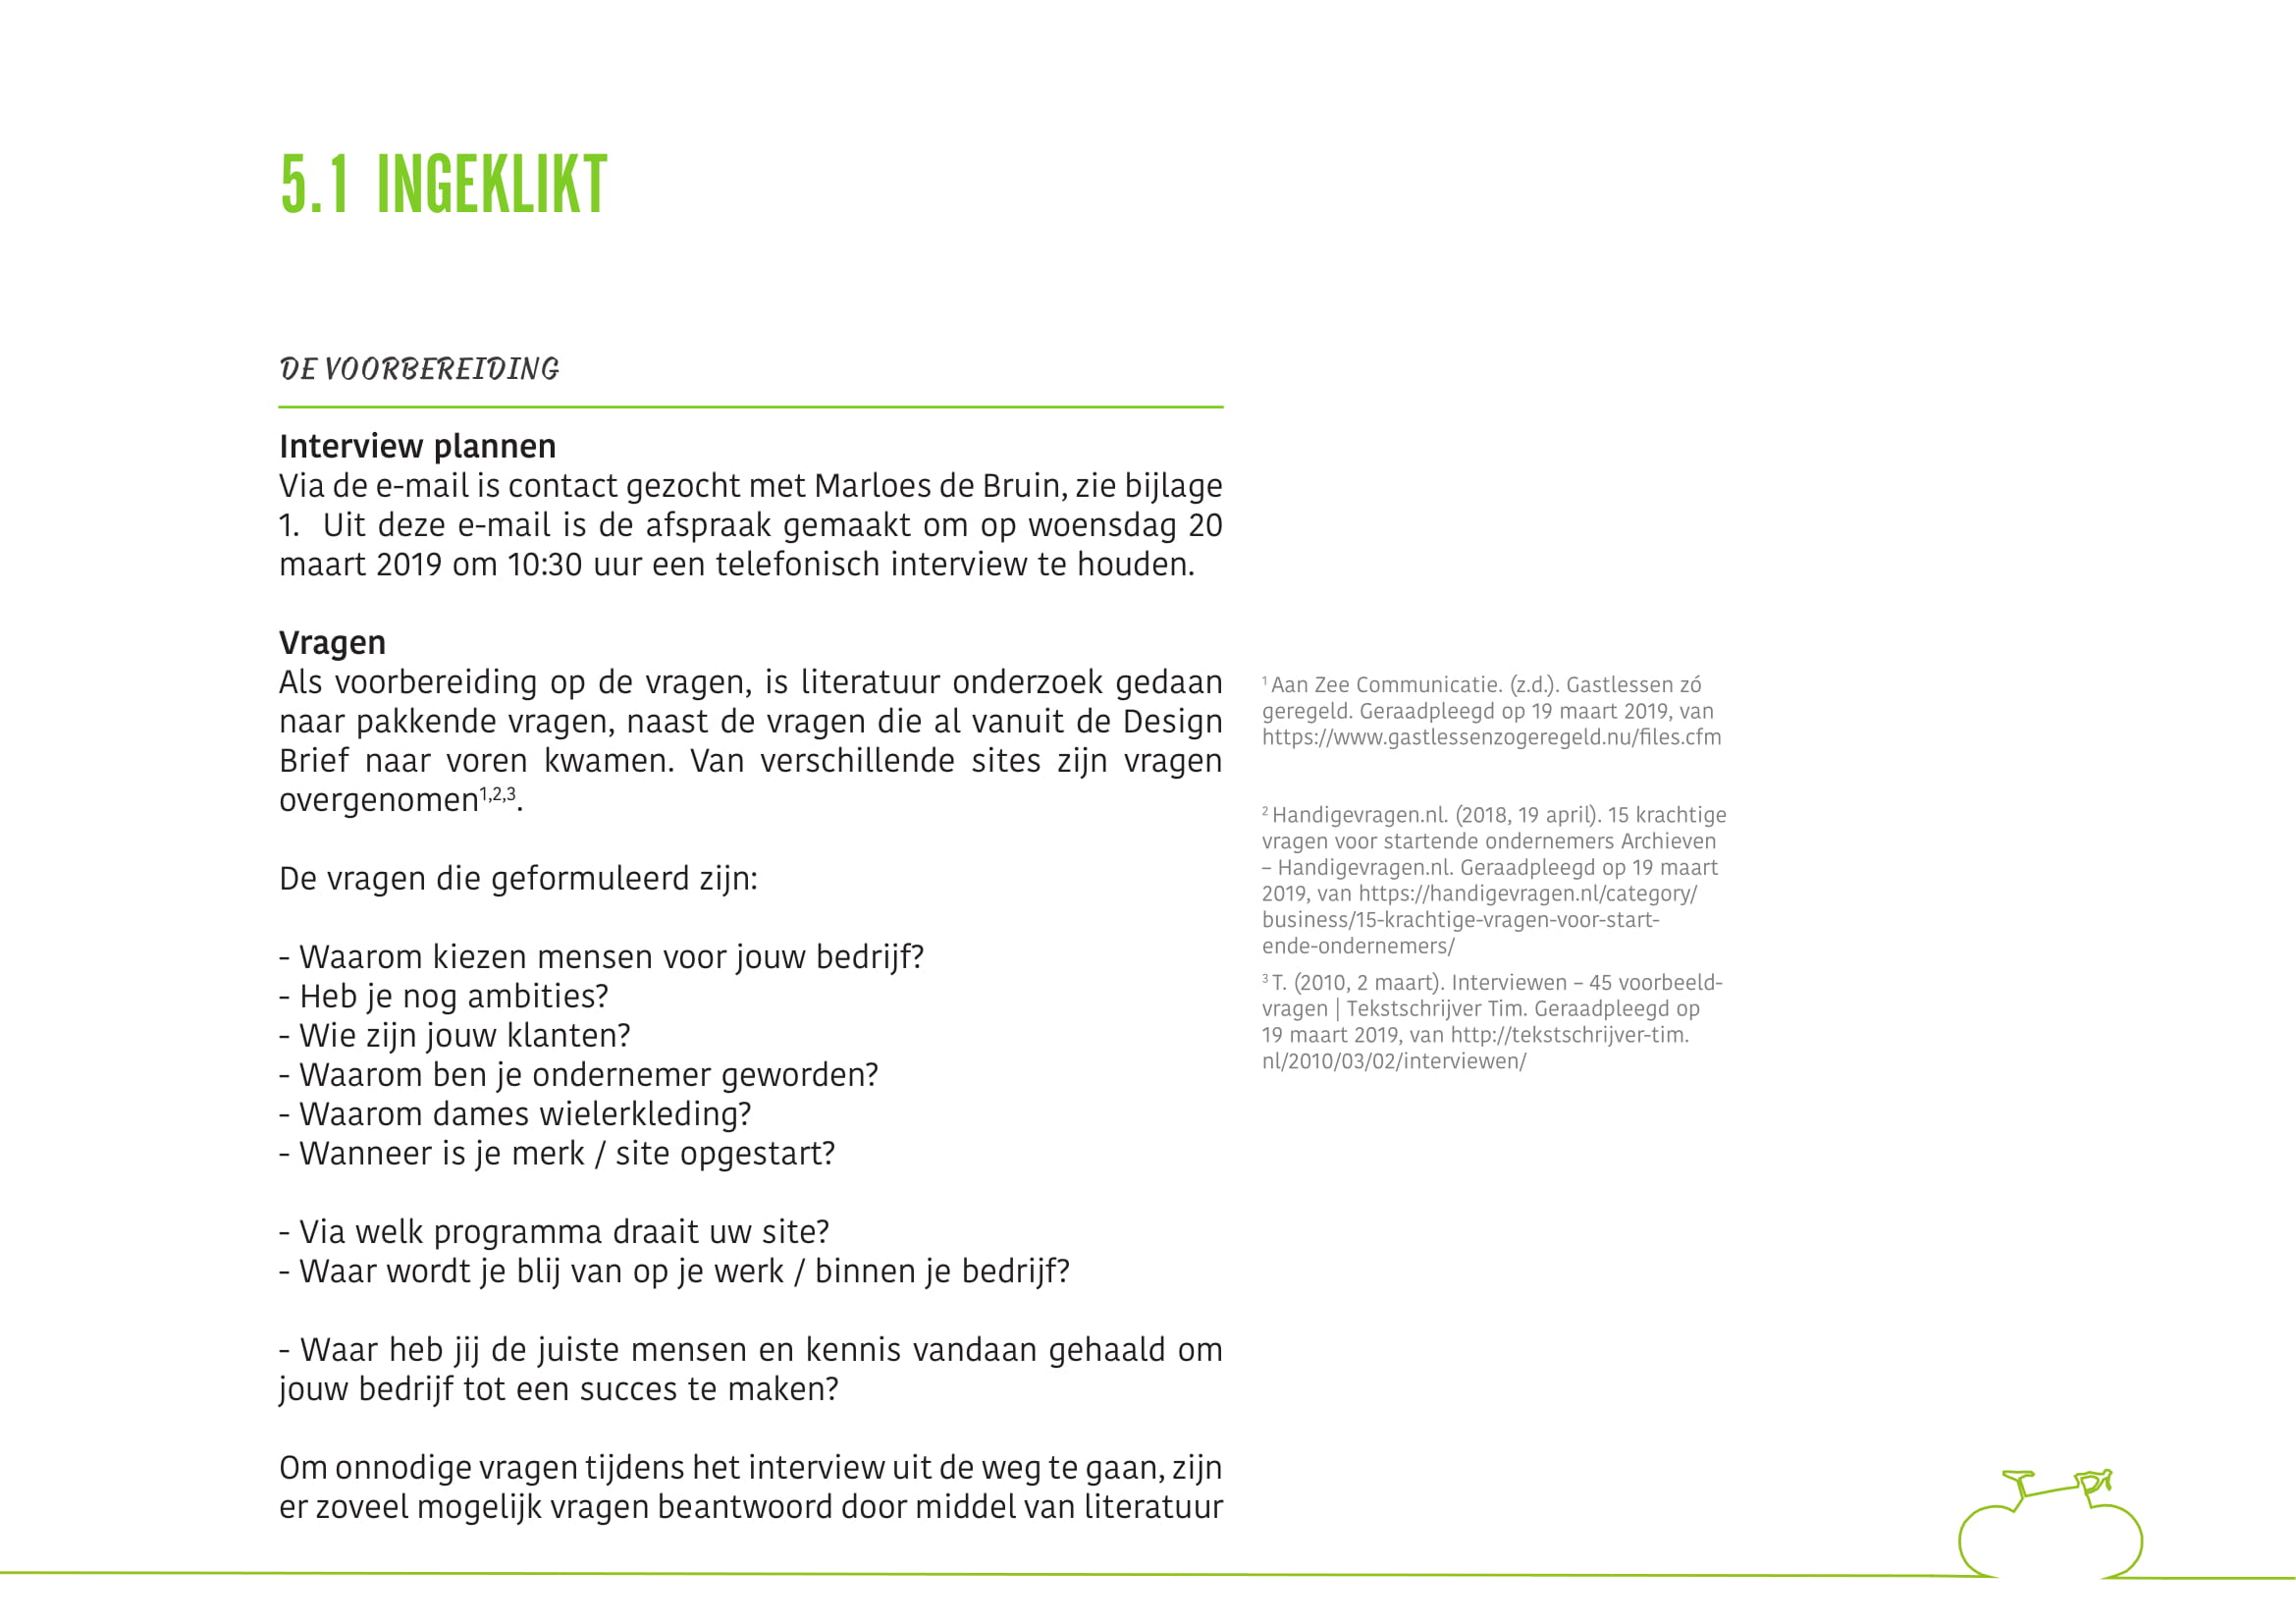 5.1 INGEKLIKT
DE VOORBEREIDING
Interview plannen
Via de e-mail is contact gezocht met Marloes de Bruin, zie bijlage
1. Uit deze e-mail is de afspraak gemaakt om op woensdag 20
maart 2019 om 10:30 uur een telefonisch interview te houden.
Vragen
Als voorbereiding op de vragen, is literatuur onderzoek gedaan
naar pakkende vragen, naast de vragen die al vanuit de Design
Brief naar voren kwamen. Van verschillende sites zijn vragen
overgenomen1,2,3.
De vragen die geformuleerd zijn:
- Waarom kiezen mensen voor jouw bedrijf?
- Heb je nog ambities?
- Wie zijn jouw klanten?
- Waarom ben je ondernemer geworden?
- Waarom dames wielerkleding?
- Wanneer is je merk / site opgestart?
- Via welk programma draait uw site?
- Waar wordt je blij van op je werk / binnen je bedrijf?
- Waar heb jij de juiste mensen en kennis vandaan gehaald om
jouw bedrijf tot een succes te maken?
Om onnodige vragen tijdens het interview uit de weg te gaan, zijn
er zoveel mogelijk vragen beantwoord door middel van literatuur
1 Aan Zee Communicatie. (z.d.). Gastlessen zó
geregeld. Geraadpleegd op 19 maart 2019, van
https://www.gastlessenzogeregeld.nu/files.cfm
2 Handigevragen.nl. (2018, 19 april). 15 krachtige
vragen voor startende ondernemers Archieven
– Handigevragen.nl. Geraadpleegd op 19 maart
2019, van https://handigevragen.nl/category/
business/15-krachtige-vragen-voor-start-
ende-ondernemers/
3 T. (2010, 2 maart). Interviewen – 45 voorbeeld-
vragen | Tekstschrijver Tim. Geraadpleegd op
19 maart 2019, van http://tekstschrijver-tim.
nl/2010/03/02/interviewen/